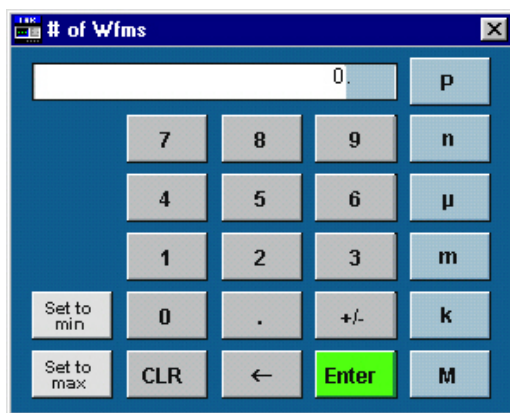 # of Wfms
0.
p
7 8 9 n
4 5 6 µ
1 2 3 m
Set to
min
0 . +/- k
Set to
max
CLR ← Enter M